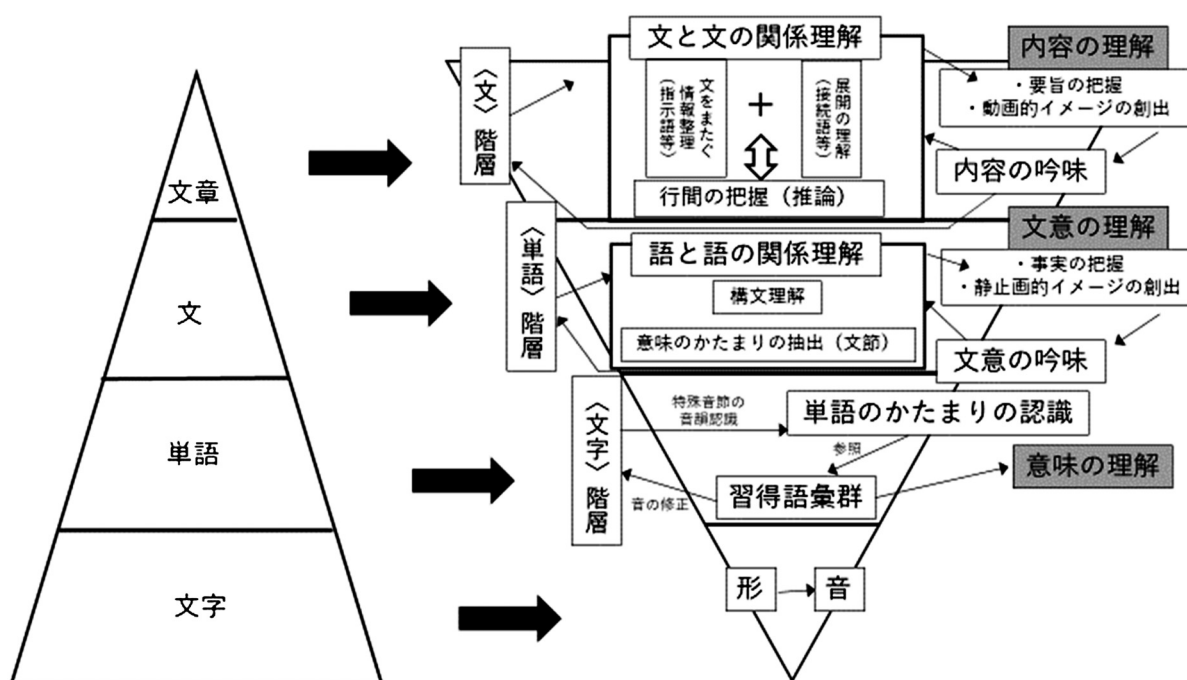 文章
文
単語
文字
〈文〉階層
文と文の関係理解
文をまたぐ
情報整理
(指示語等)
+
展開の理解
(接続語等)
行間の把握（推論）
内容の理解
・要旨の把握
・動画的イメージの創出
内容の吟味
〈単語〉階層
語と語の関係理解
構文理解
意味のかたまりの抽出（文節）
文意の理解
・事実の把握
・静止画的イメージの創出
文意の吟味
〈文字〉階層
特殊音節の
音韻認識
単語のかたまりの認識
参照
習得語彙群
音の修正
意味の理解
形
音